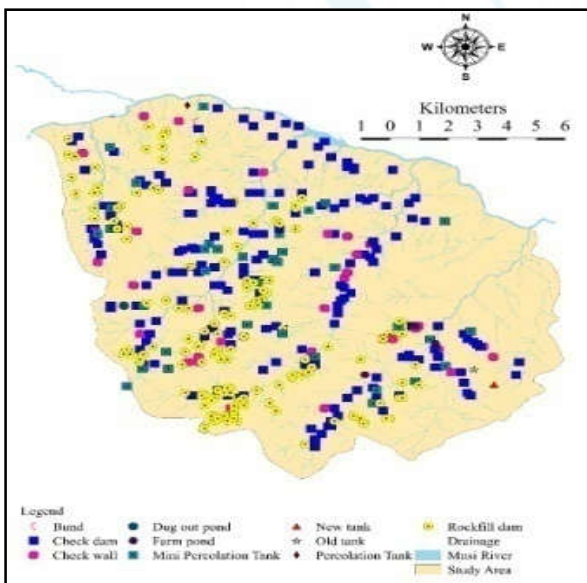 N
W E
S
Kilometers
1 0 1 2 3 4 5 6
Legend
Bund Dug out pond New tank Rockfill dam
Check dam Farm pond Old tank Drainage
Check wall Mini Percolation Tank Percolation Tank Musi River
Study Area